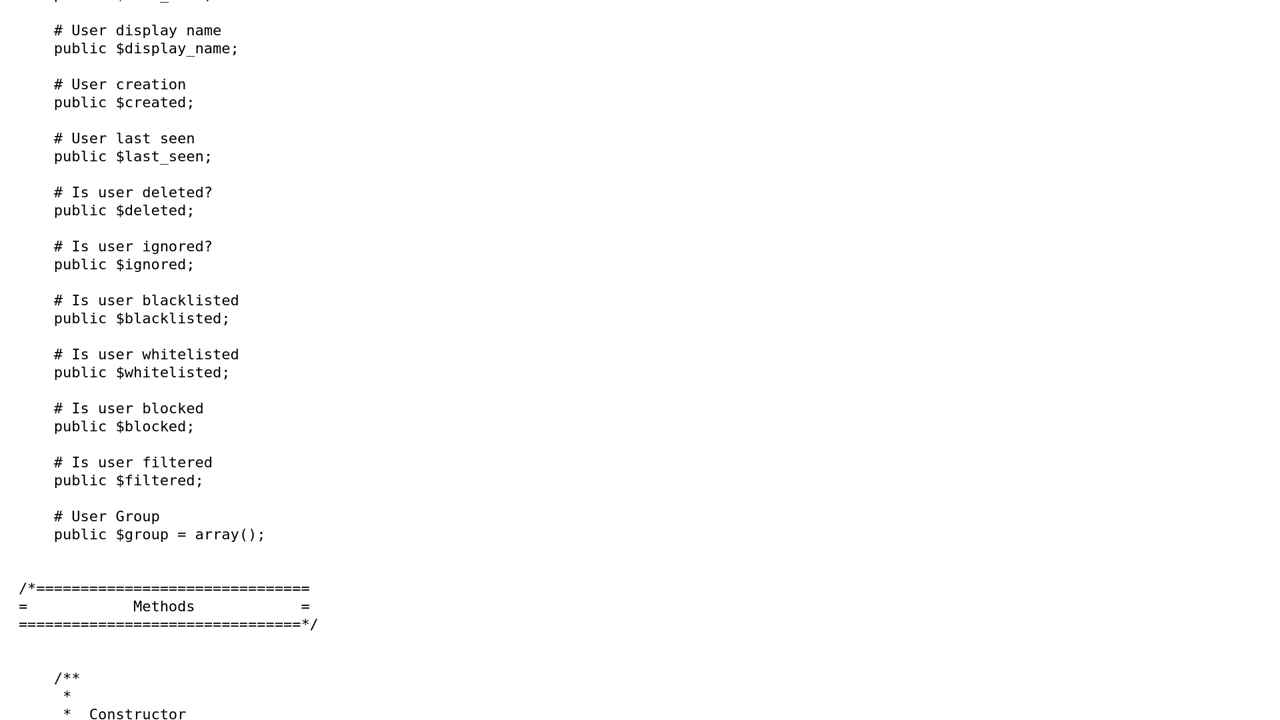 # User display name
public $display_name;
# User creation
public $created;
# User last seen
public $last_seen;
# Is user deleted?
public $deleted;
# Is user ignored?
public $ignored;
# Is user blacklisted
public $blacklisted;
# Is user whitelisted
public $whitelisted;
# Is user blocked
public $blocked;
# Is user filtered
public $filtered;
# User Group
public $group = array();
/*===============================
=            Methods            =
================================*/
/**
*
*  Constructor